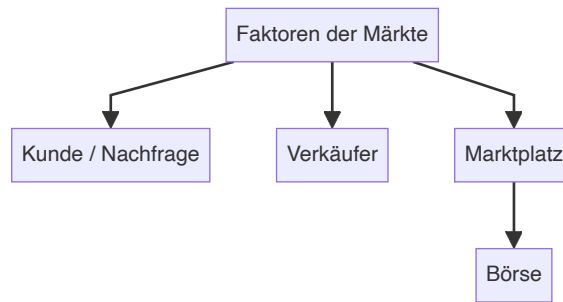 Faktoren der Märkte
Kunde / Nachfrage
Verkäufer
Marktplatz
Börse